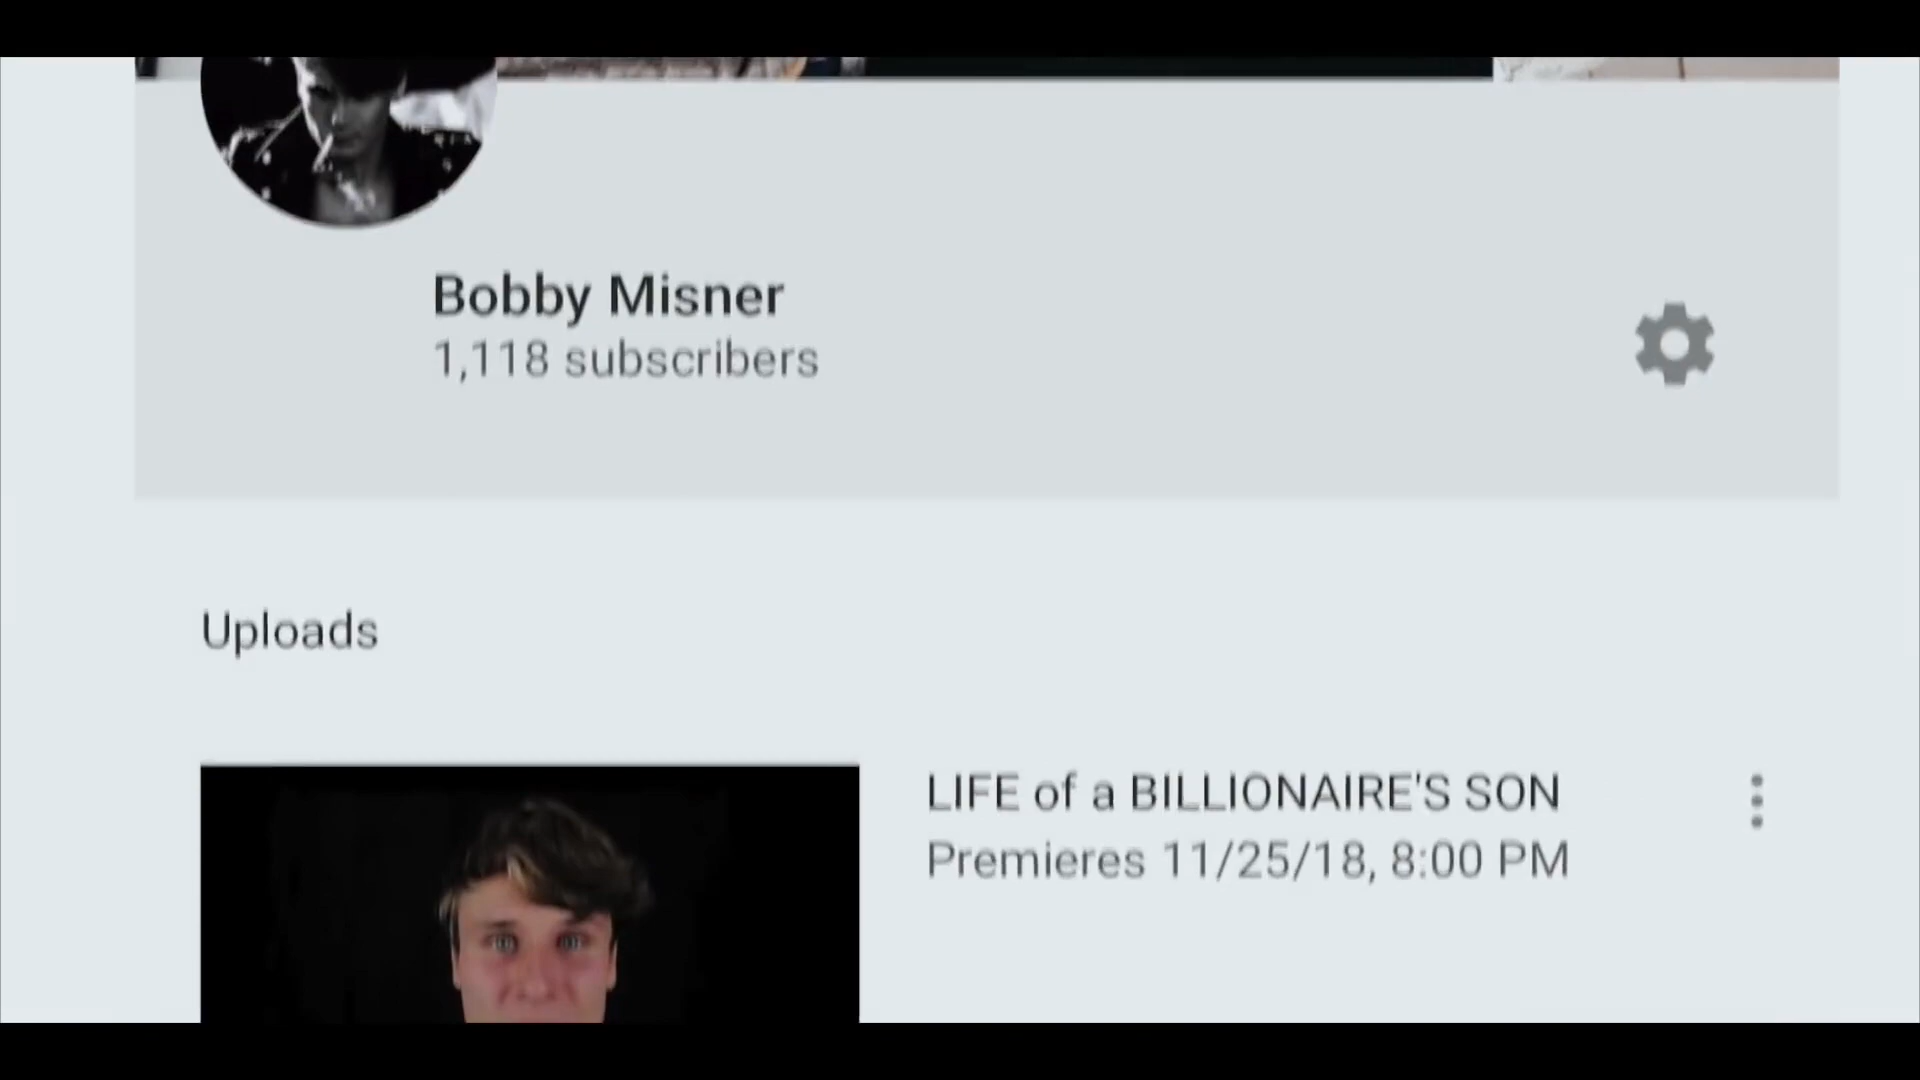 Bobby Misner
1,118 subscribers
Uploads
LIFE of a BILLIONAIRE'S SON
Premieres 11/25/18, 8:00 PM